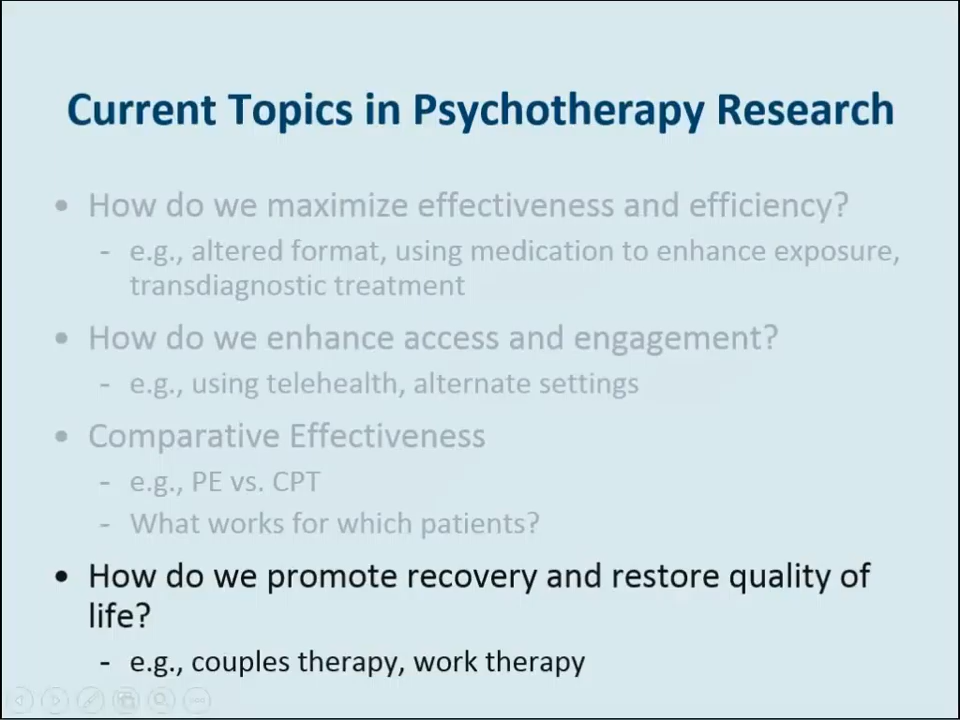 Current Topics in Psychotherapy Research
• How do we maximize effectiveness and efficiency?
- e.g., altered format, using medication to enhance exposure,
transdiagnostic treatment
• How do we enhance access and engagement?
- e.g., using telehealth, alternate settings
• Comparative Effectiveness
- e.g., PE vs. CPT
- What works for which patients?
• How do we promote recovery and restore quality of
life?
- e.g., couples therapy, work therapy